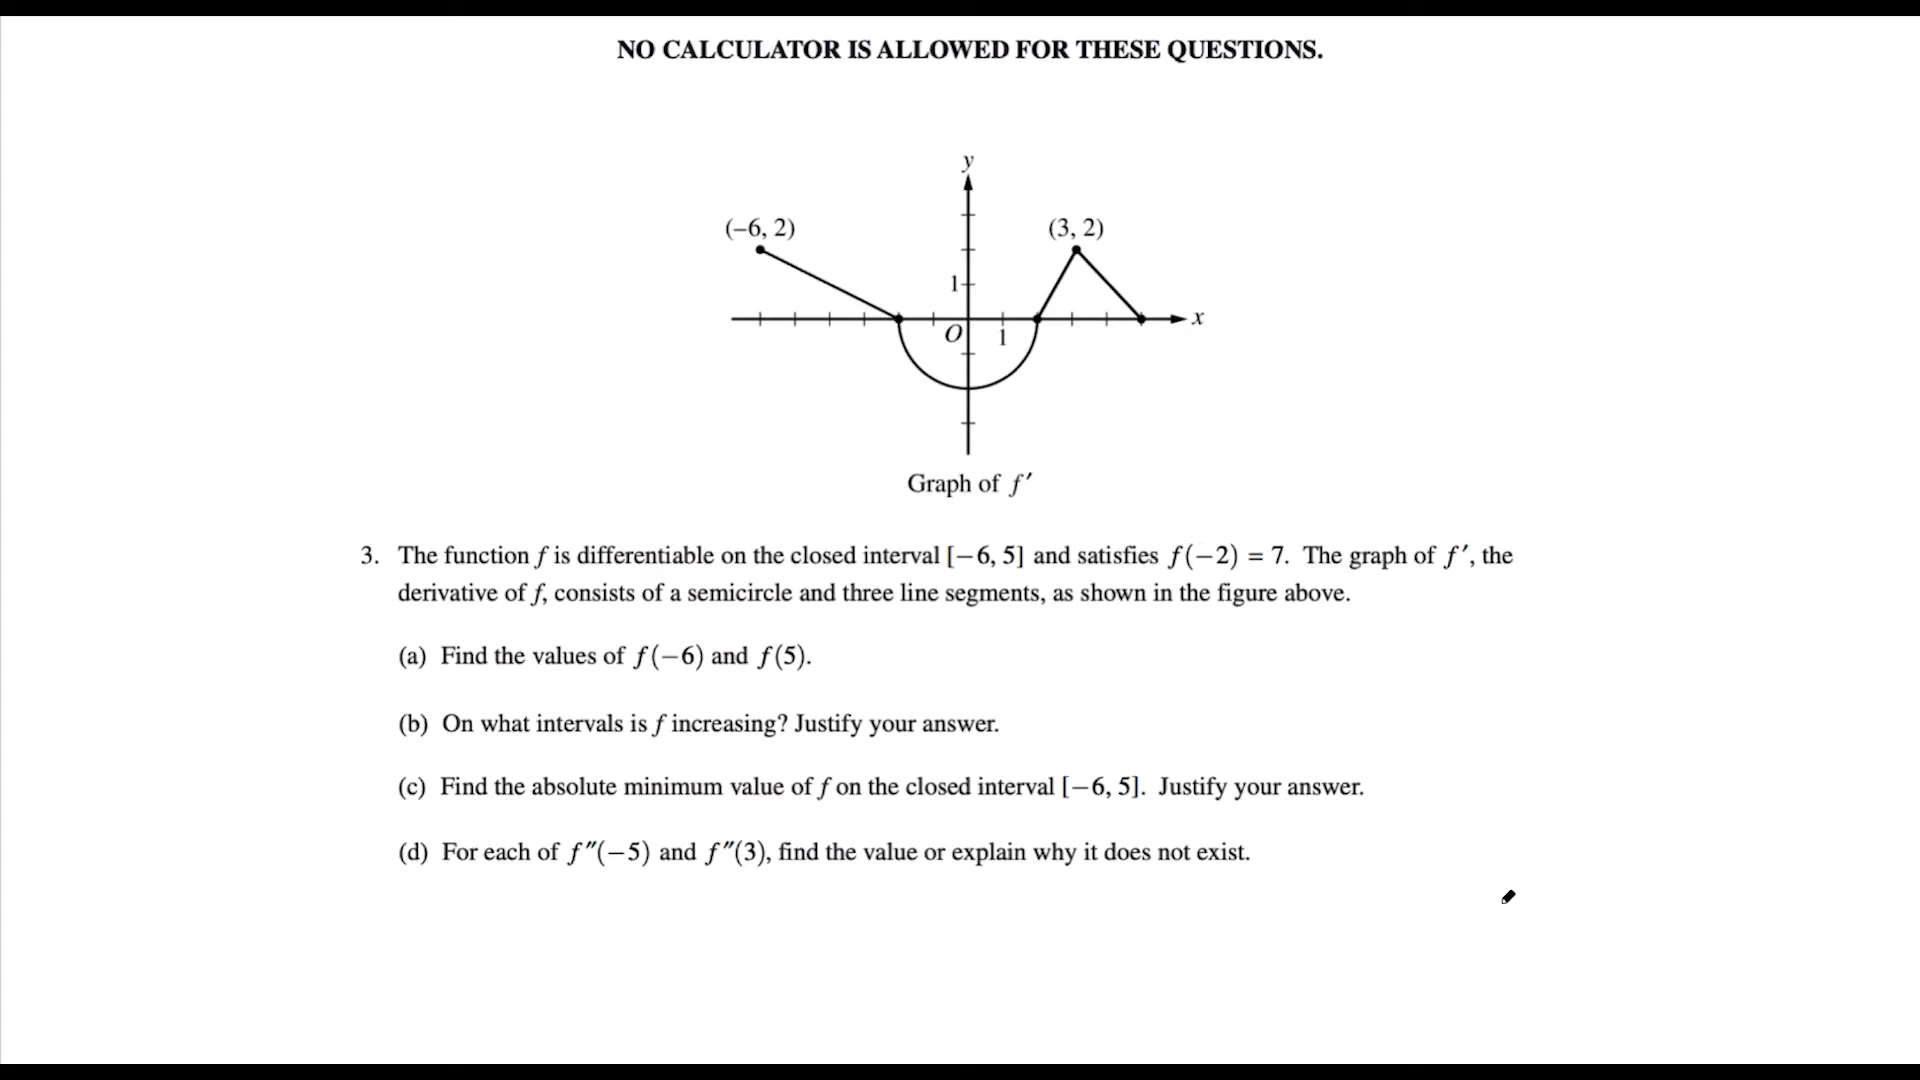 NO CALCULATOR IS ALLOWED FOR THESE QUESTIONS.
y
(−6, 2)
(3, 2)
1
x
O
1
Graph of f′
3. The function f is differentiable on the closed interval [−6, 5] and satisfies f(−2) = 7. The graph of f′, the
derivative of f, consists of a semicircle and three line segments, as shown in the figure above.
(a) Find the values of f(−6) and f(5).
(b) On what intervals is f increasing? Justify your answer.
(c) Find the absolute minimum value of f on the closed interval [−6, 5]. Justify your answer.
(d) For each of f″(−5) and f″(3), find the value or explain why it does not exist.